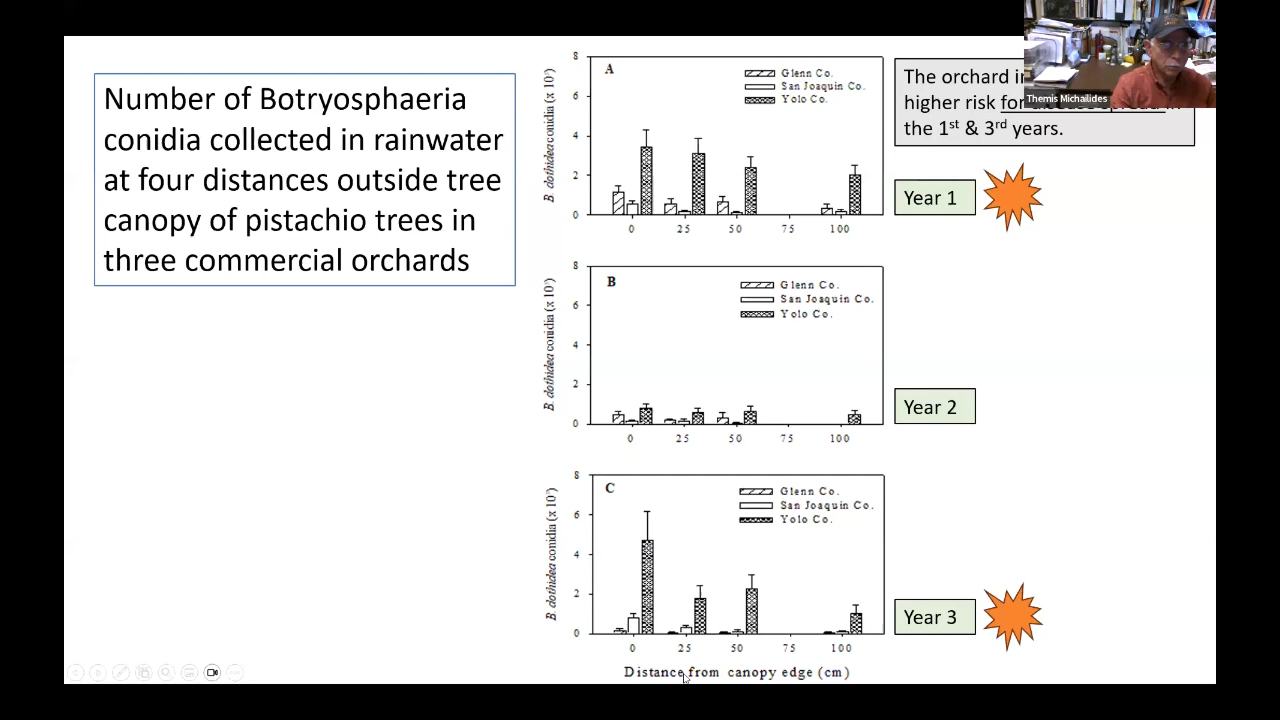 Number of Botryosphaeria
conidia collected in rainwater
at four distances outside tree
canopy of pistachio trees in
three commercial orchards
A
Glenn Co.
San Joaquin Co.
Yolo Co.
8
6
4
2
0
B. dothidea conidia (x 10⁵)
0 25 50 75 100
B
Glenn Co.
San Joaquin Co.
Yolo Co.
8
6
4
2
0
B. dothidea conidia (x 10⁵)
0 25 50 75 100
C
Glenn Co.
San Joaquin Co.
Yolo Co.
8
6
4
2
0
B. dothidea conidia (x 10⁵)
0 25 50 75 100
Distance from canopy edge (cm)
The orchard
higher risk for disease spread in
the 1st & 3rd years.
Year 1
Year 2
Year 3
Themis Michailides